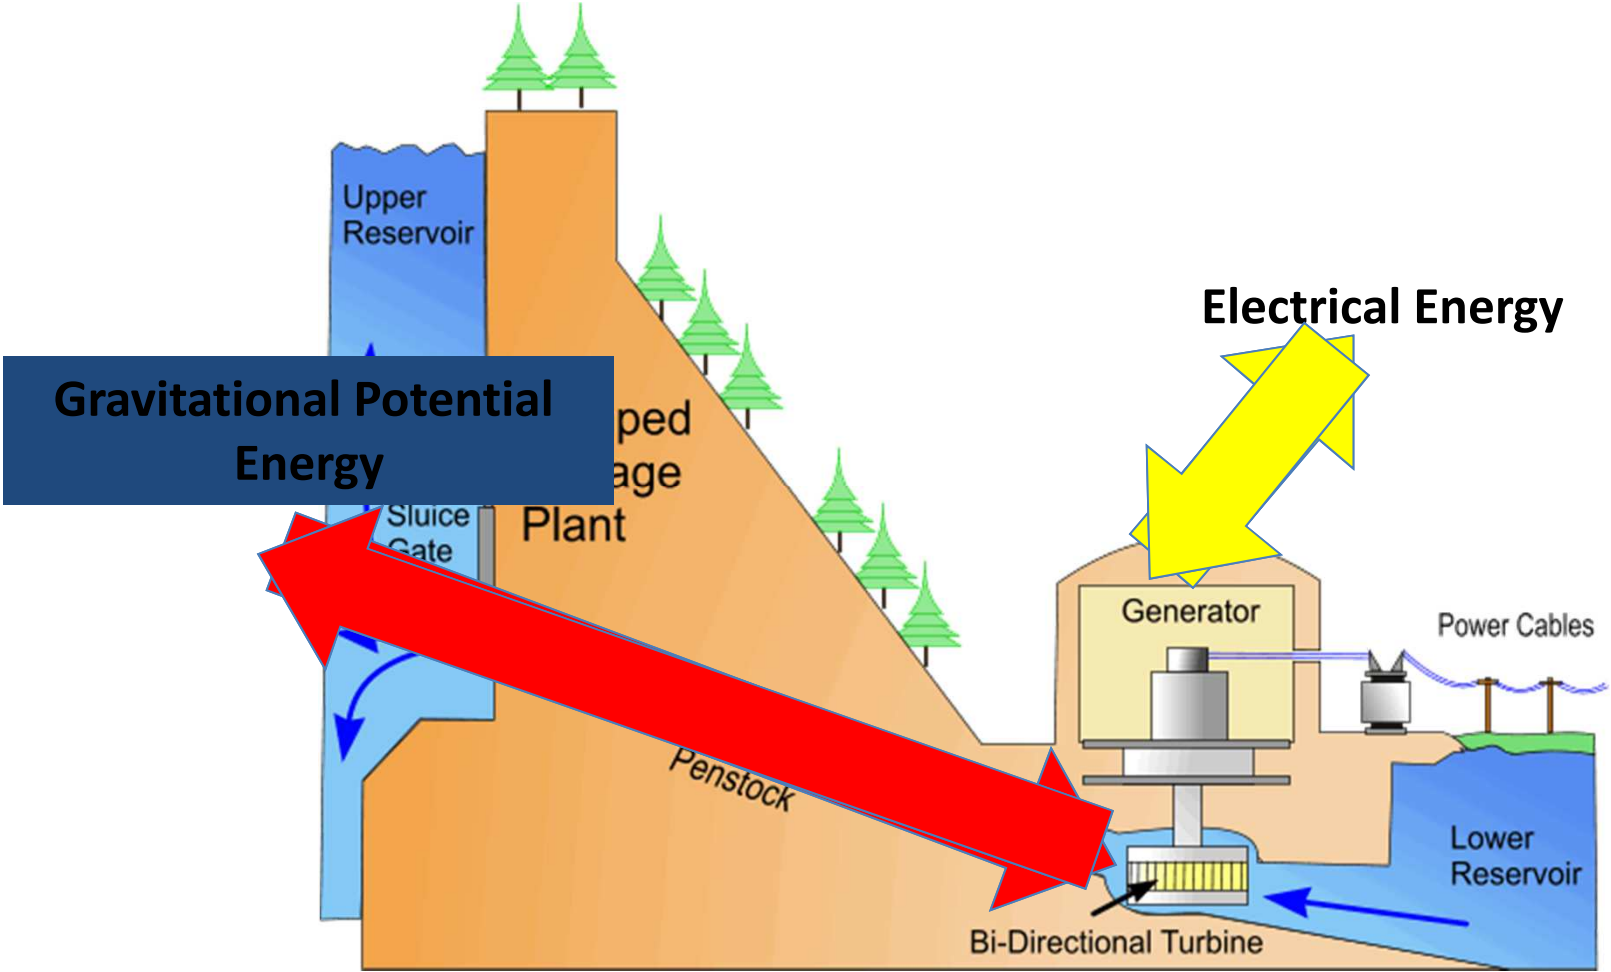 Upper
Reservoir
Electrical Energy
Gravitational Potential
Energy
ped
age
Plant
Sluice
Gate
Generator
Power Cables
Penstock
Lower
Reservoir
Bi-Directional Turbine